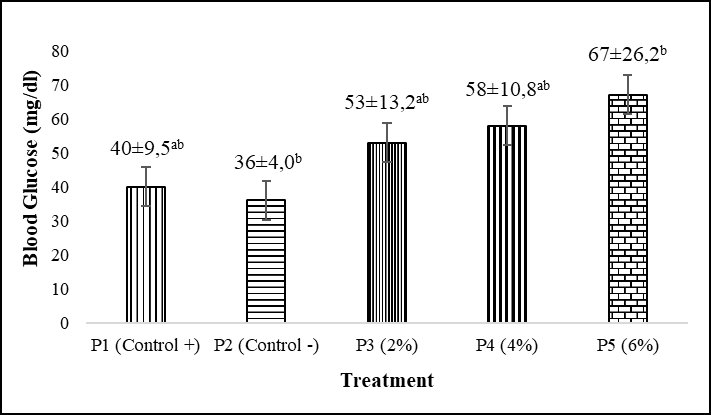 80
70
60
50
40
30
20
10
0
Blood Glucose (mg/dl)
40±9,5ᵃᵇ
36±4,0ᵇ
53±13,2ᵃᵇ
58±10,8ᵃᵇ
67±26,2ᵇ
P1 (Control +) P2 (Control -) P3 (2%) P4 (4%) P5 (6%)
Treatment